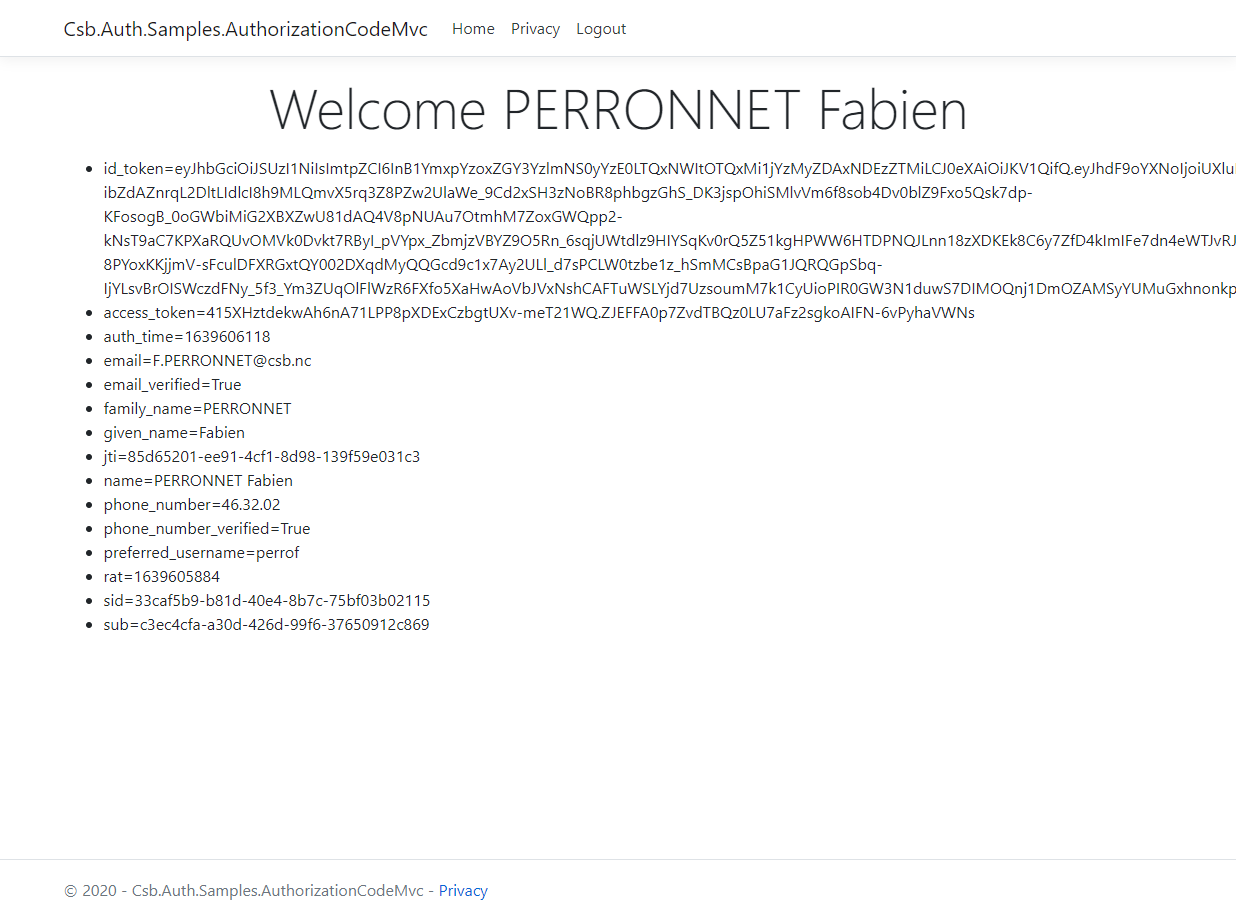 Csb.Auth.Samples.AuthorizationCodeMvc Home Privacy Logout
Welcome PERRONNET Fabien
id_token=eyJhbGciOiJSUzI1NiIsImtpZCI6InB1YmxpYzoxZGY3YzlmNS0yYzE0LTQxNWItOTQxMi1jYzMyZDAxNDEzZTMiLCJ0eXAiOiJKV1QifQ.eyJhdF9oYXNoIjoiUXlu
ibZdAZnrqL2DltLIdlcI8h9MLQmvX5rq3Z8PZw2UlaWe_9Cd2xSH3zNoBR8phbgzGhS_DK3jspOhiSMlvVm6f8sob4Dv0blZ9Fxo5Qsk7dp-
KFosogB_0oGWbiMiG2XBXZwU81dAQ4V8pNUAu7OtmhM7ZoxGWQpp2-
kNsT9aC7KPXaRQUvOMVk0Dvkt7RByI_pVYpx_ZbmjzVBYZ9O5Rn_6sqjUWtdlz9HIYSqKv0rQ5Z51kgHPWW6HTDPNQJLnn18zXDKEk8C6y7ZfD4kImIFe7dn4eWTJvRJ
8PYoxKKjjmV-sFculDFXRGxtQY002DXqdMyQQGcd9c1x7Ay2ULl_d7sPCLW0tzbe1z_hSmMCsBpaG1JQRQGpSbq-
IjYLsvBrOISWczdFNy_5f3_Ym3ZUqOlFlWzR6FXfo5XaHwAoVbJVxNshCAFTuWSLYjd7UzsoumM7k1CyUioPIR0GW3N1duwS7DIMOQnj1DmOZAMSyYUMuGxhnonkp
access_token=415XHztdekwAh6nA71LPP8pXDExCzbgtUXv-meT21WQ.ZJEFFA0p7ZvdTBQz0LU7aFz2sgkoAIFN-6vPyhaVWNs
auth_time=1639606118
email=F.PERRONNET@csb.nc
email_verified=True
family_name=PERRONNET
given_name=Fabien
jti=85d65201-ee91-4cf1-8d98-139f59e031c3
name=PERRONNET Fabien
phone_number=46.32.02
phone_number_verified=True
preferred_username=perrof
rat=1639605884
sid=33caf5b9-b81d-40e4-8b7c-75bf03b02115
sub=c3ec4cfa-a30d-426d-99f6-37650912c869
© 2020 - Csb.Auth.Samples.AuthorizationCodeMvc - Privacy